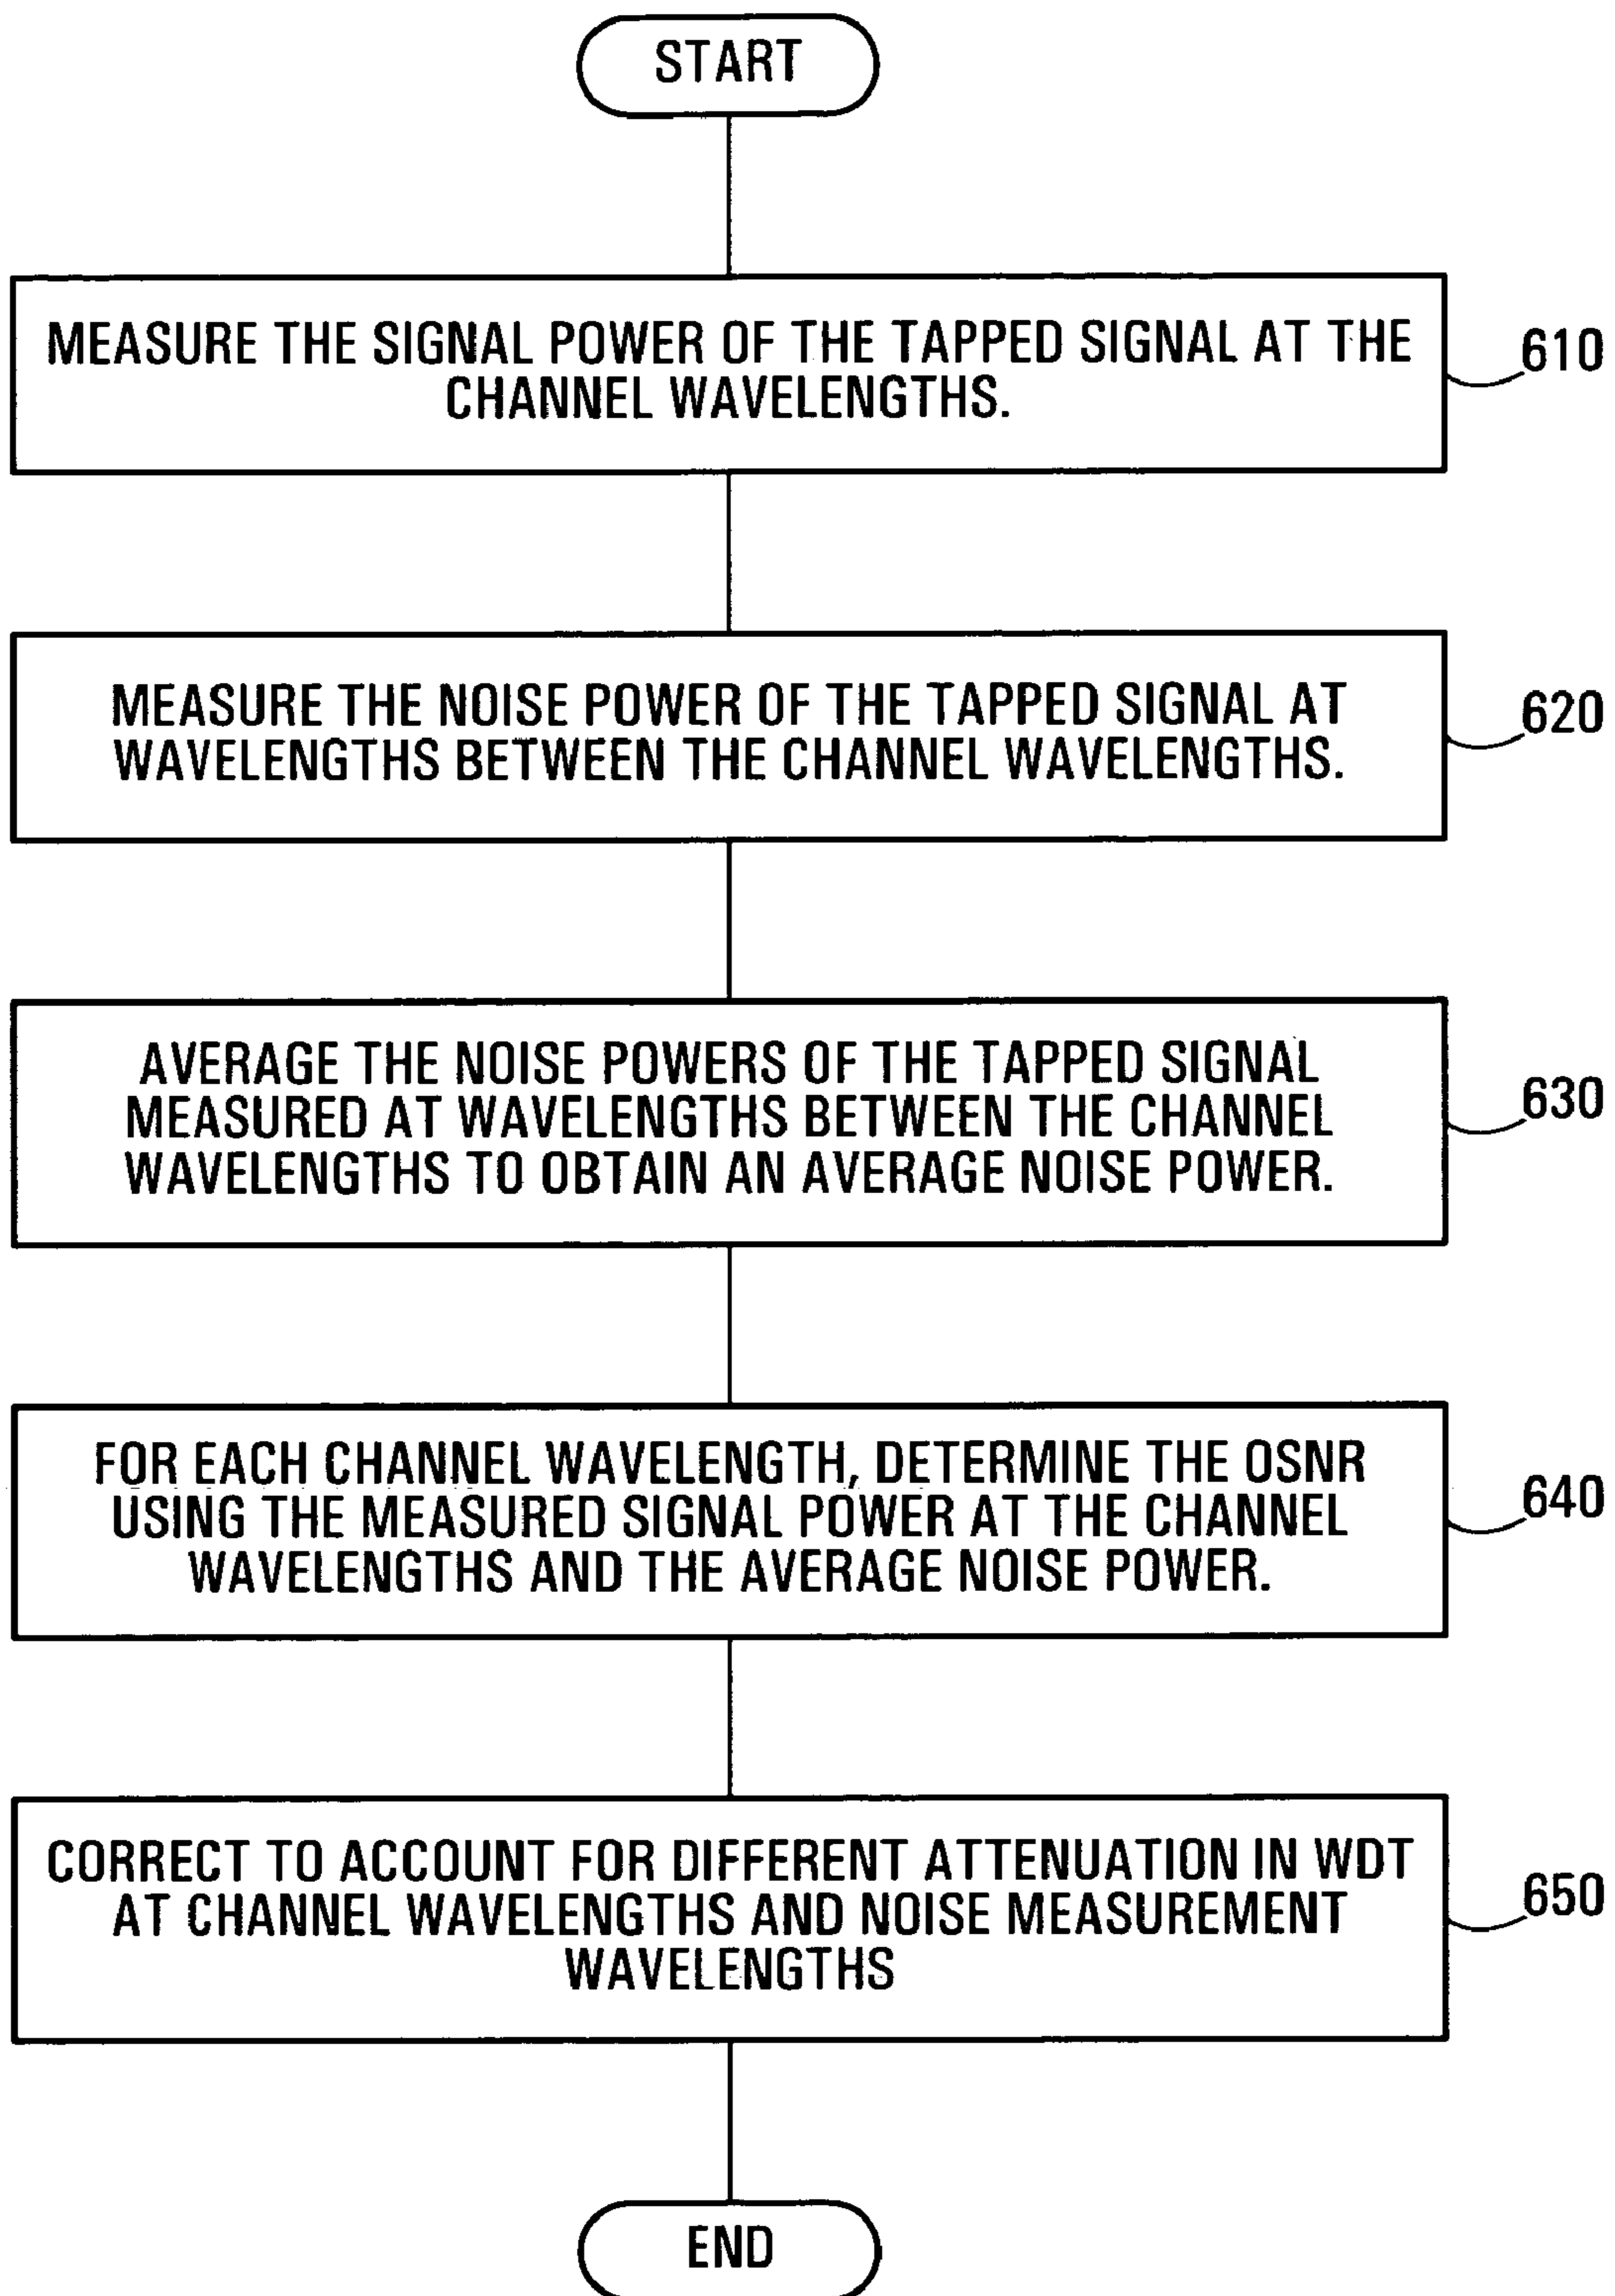 START
MEASURE THE SIGNAL POWER OF THE TAPPED SIGNAL AT THE
CHANNEL WAVELENGTHS.
610
MEASURE THE NOISE POWER OF THE TAPPED SIGNAL AT
WAVELENGTHS BETWEEN THE CHANNEL WAVELENGTHS.
620
AVERAGE THE NOISE POWERS OF THE TAPPED SIGNAL
MEASURED AT WAVELENGTHS BETWEEN THE CHANNEL
WAVELENGTHS TO OBTAIN AN AVERAGE NOISE POWER.
630
FOR EACH CHANNEL WAVELENGTH, DETERMINE THE OSNR
USING THE MEASURED SIGNAL POWER AT THE CHANNEL
WAVELENGTHS AND THE AVERAGE NOISE POWER.
640
CORRECT TO ACCOUNT FOR DIFFERENT ATTENUATION IN WDT
AT CHANNEL WAVELENGTHS AND NOISE MEASUREMENT
WAVELENGTHS
650
END